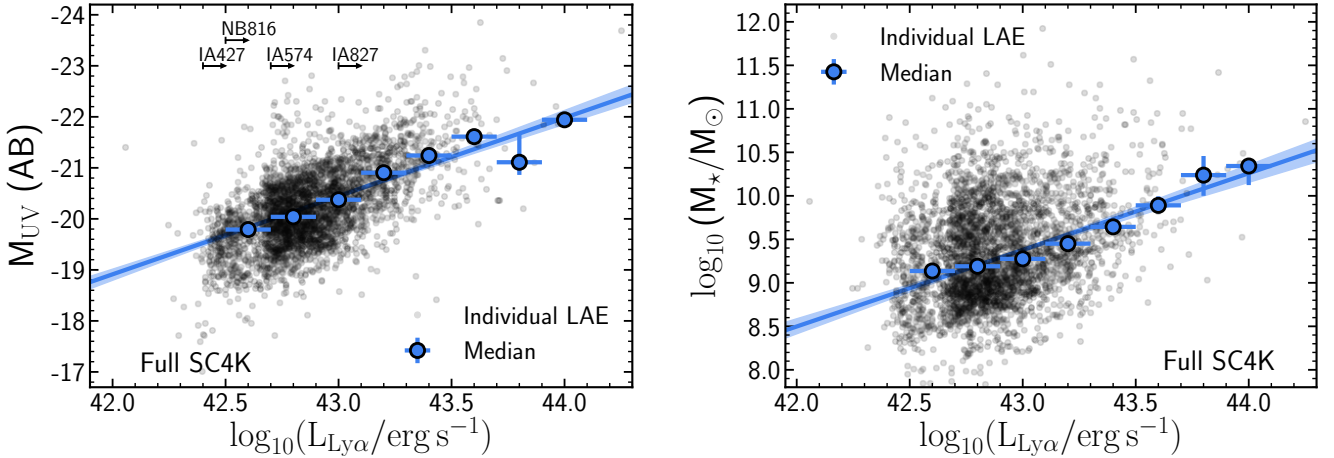 -24
-23
-22
-21
-20
-19
-18
-17
M_UV (AB)
NB816
IA427 IA574 IA827
Individual LAE
Median
Full SC4K
42.0 42.5 43.0 43.5 44.0
log₁₀(L_Lyα/erg s⁻¹)
12.0
11.5
11.0
10.5
10.0
9.5
9.0
8.5
8.0
log₁₀(M⋆/M⊙)
Individual LAE
Median
Full SC4K
42.0 42.5 43.0 43.5 44.0
log₁₀(L_Lyα/erg s⁻¹)